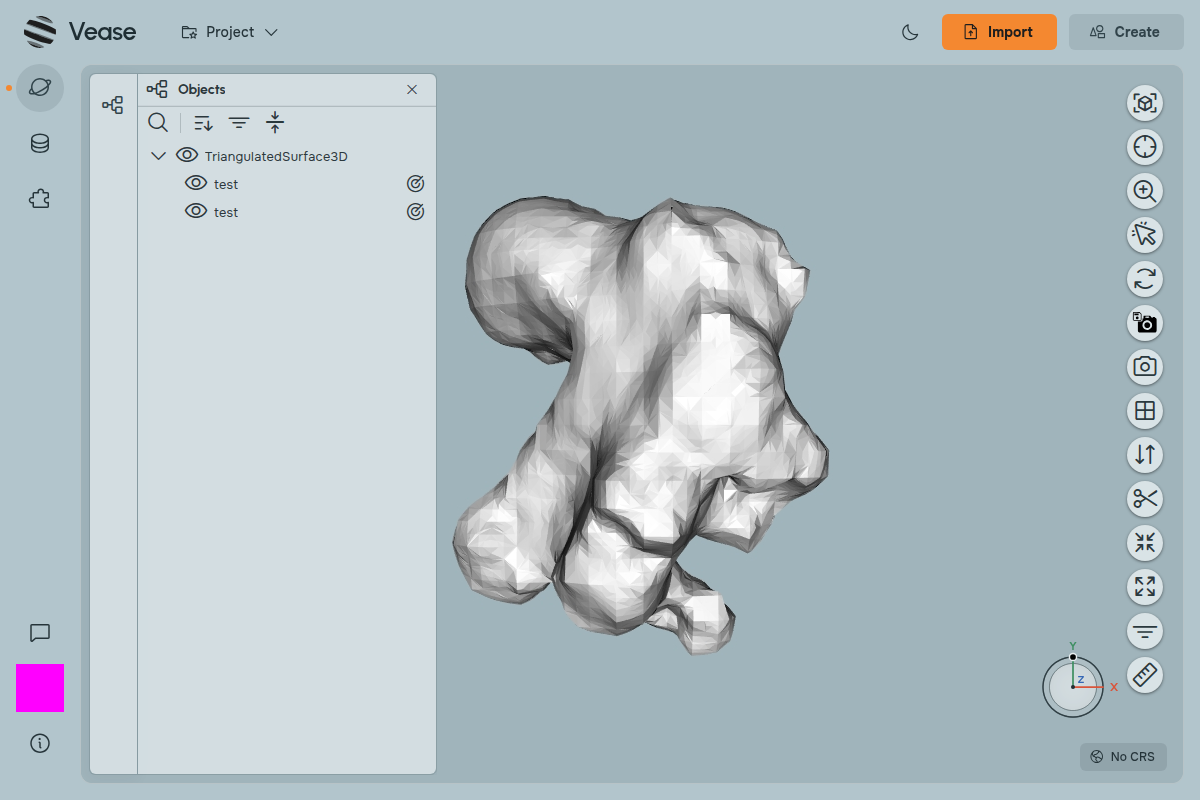 Vease
Project
Import
Create
Objects
TriangulatedSurface3D
test
test
Y
Z
X
No CRS